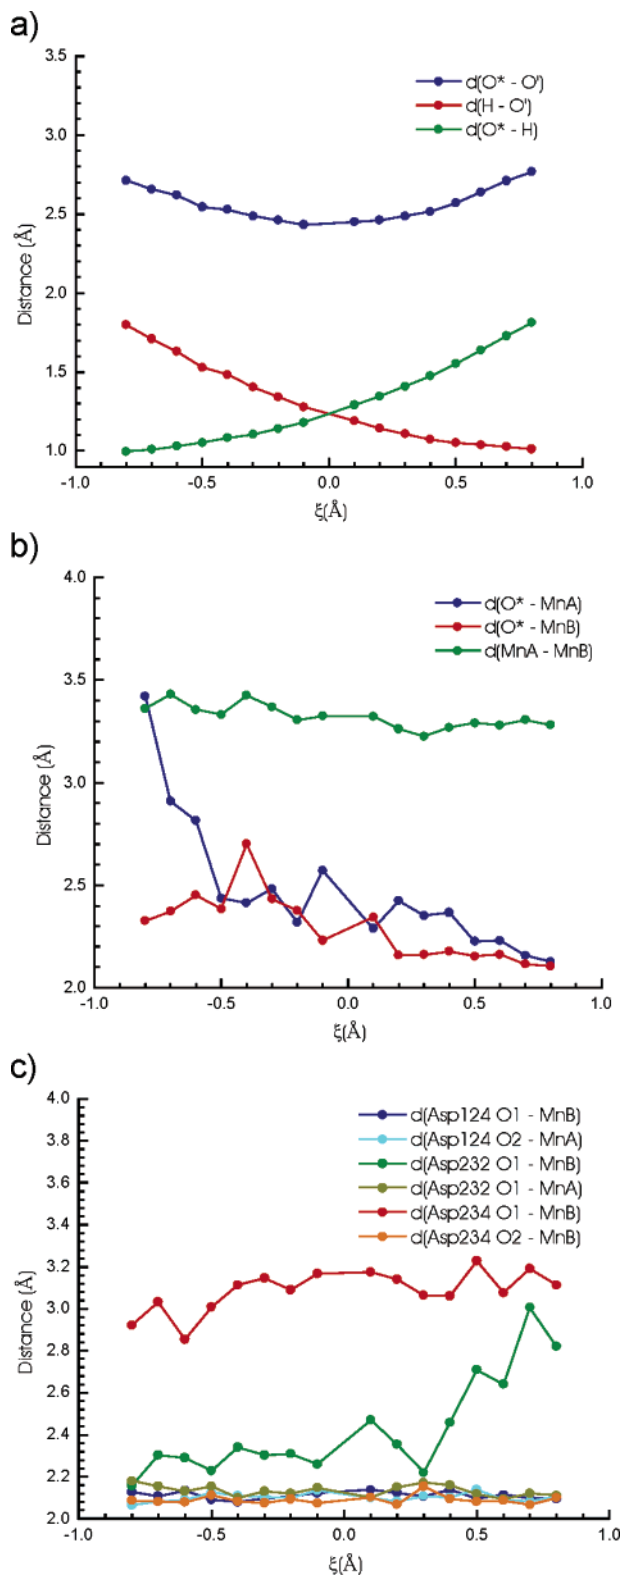 a)
3.5
3.0
2.5
2.0
1.5
1.0
Distance (Å)
d(O* - O')
d(H - O')
d(O* - H)
-1.0
-0.5
0.0
0.5
1.0
ξ(Å)
b)
4.0
3.5
3.0
2.5
2.0
Distance (Å)
d(O* - MnA)
d(O* - MnB)
d(MnA - MnB)
-1.0
-0.5
0.0
0.5
1.0
ξ(Å)
c)
4.0
3.8
3.6
3.4
3.2
3.0
2.8
2.6
2.4
2.2
2.0
Distance (Å)
d(Asp124 O1 - MnB)
d(Asp124 O2 - MnA)
d(Asp232 O1 - MnB)
d(Asp232 O1 - MnA)
d(Asp234 O1 - MnB)
d(Asp234 O2 - MnB)
-1.0
-0.5
0.0
0.5
1.0
ξ(Å)